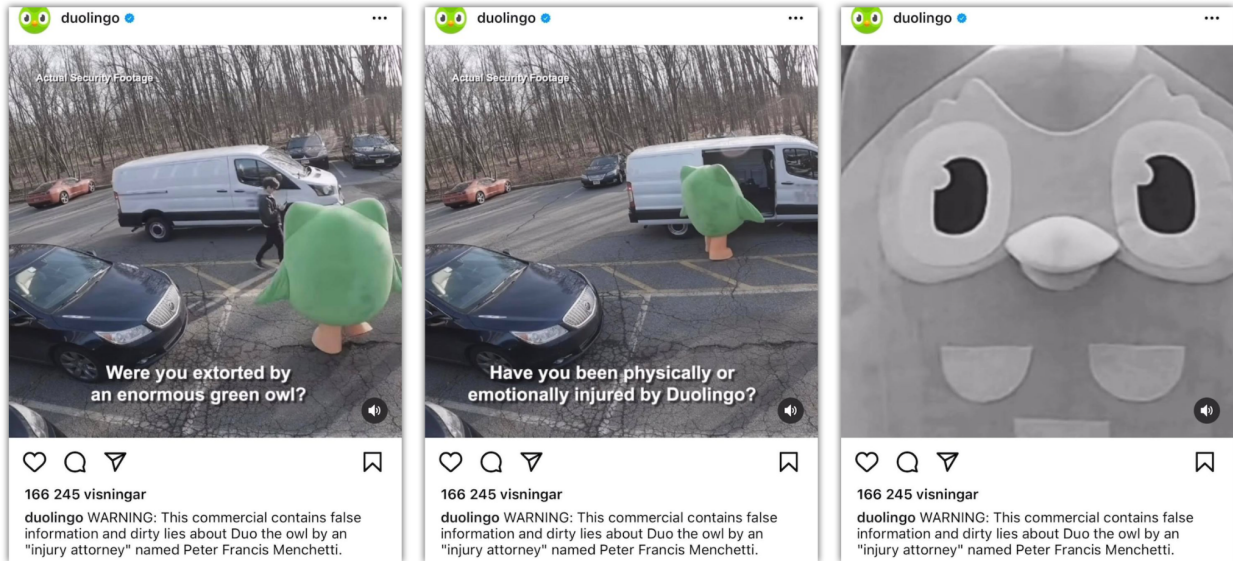 duolingo
Actual Security Footage
Were you extorted by
an enormous green owl?
166 245 visningar
duolingo WARNING: This commercial contains false
information and dirty lies about Duo the owl by an
"injury attorney" named Peter Francis Menchetti.
duolingo
Actual Security Footage
Have you been physically or
emotionally injured by Duolingo?
166 245 visningar
duolingo WARNING: This commercial contains false
information and dirty lies about Duo the owl by an
"injury attorney" named Peter Francis Menchetti.
duolingo
166 245 visningar
duolingo WARNING: This commercial contains false
information and dirty lies about Duo the owl by an
"injury attorney" named Peter Francis Menchetti.